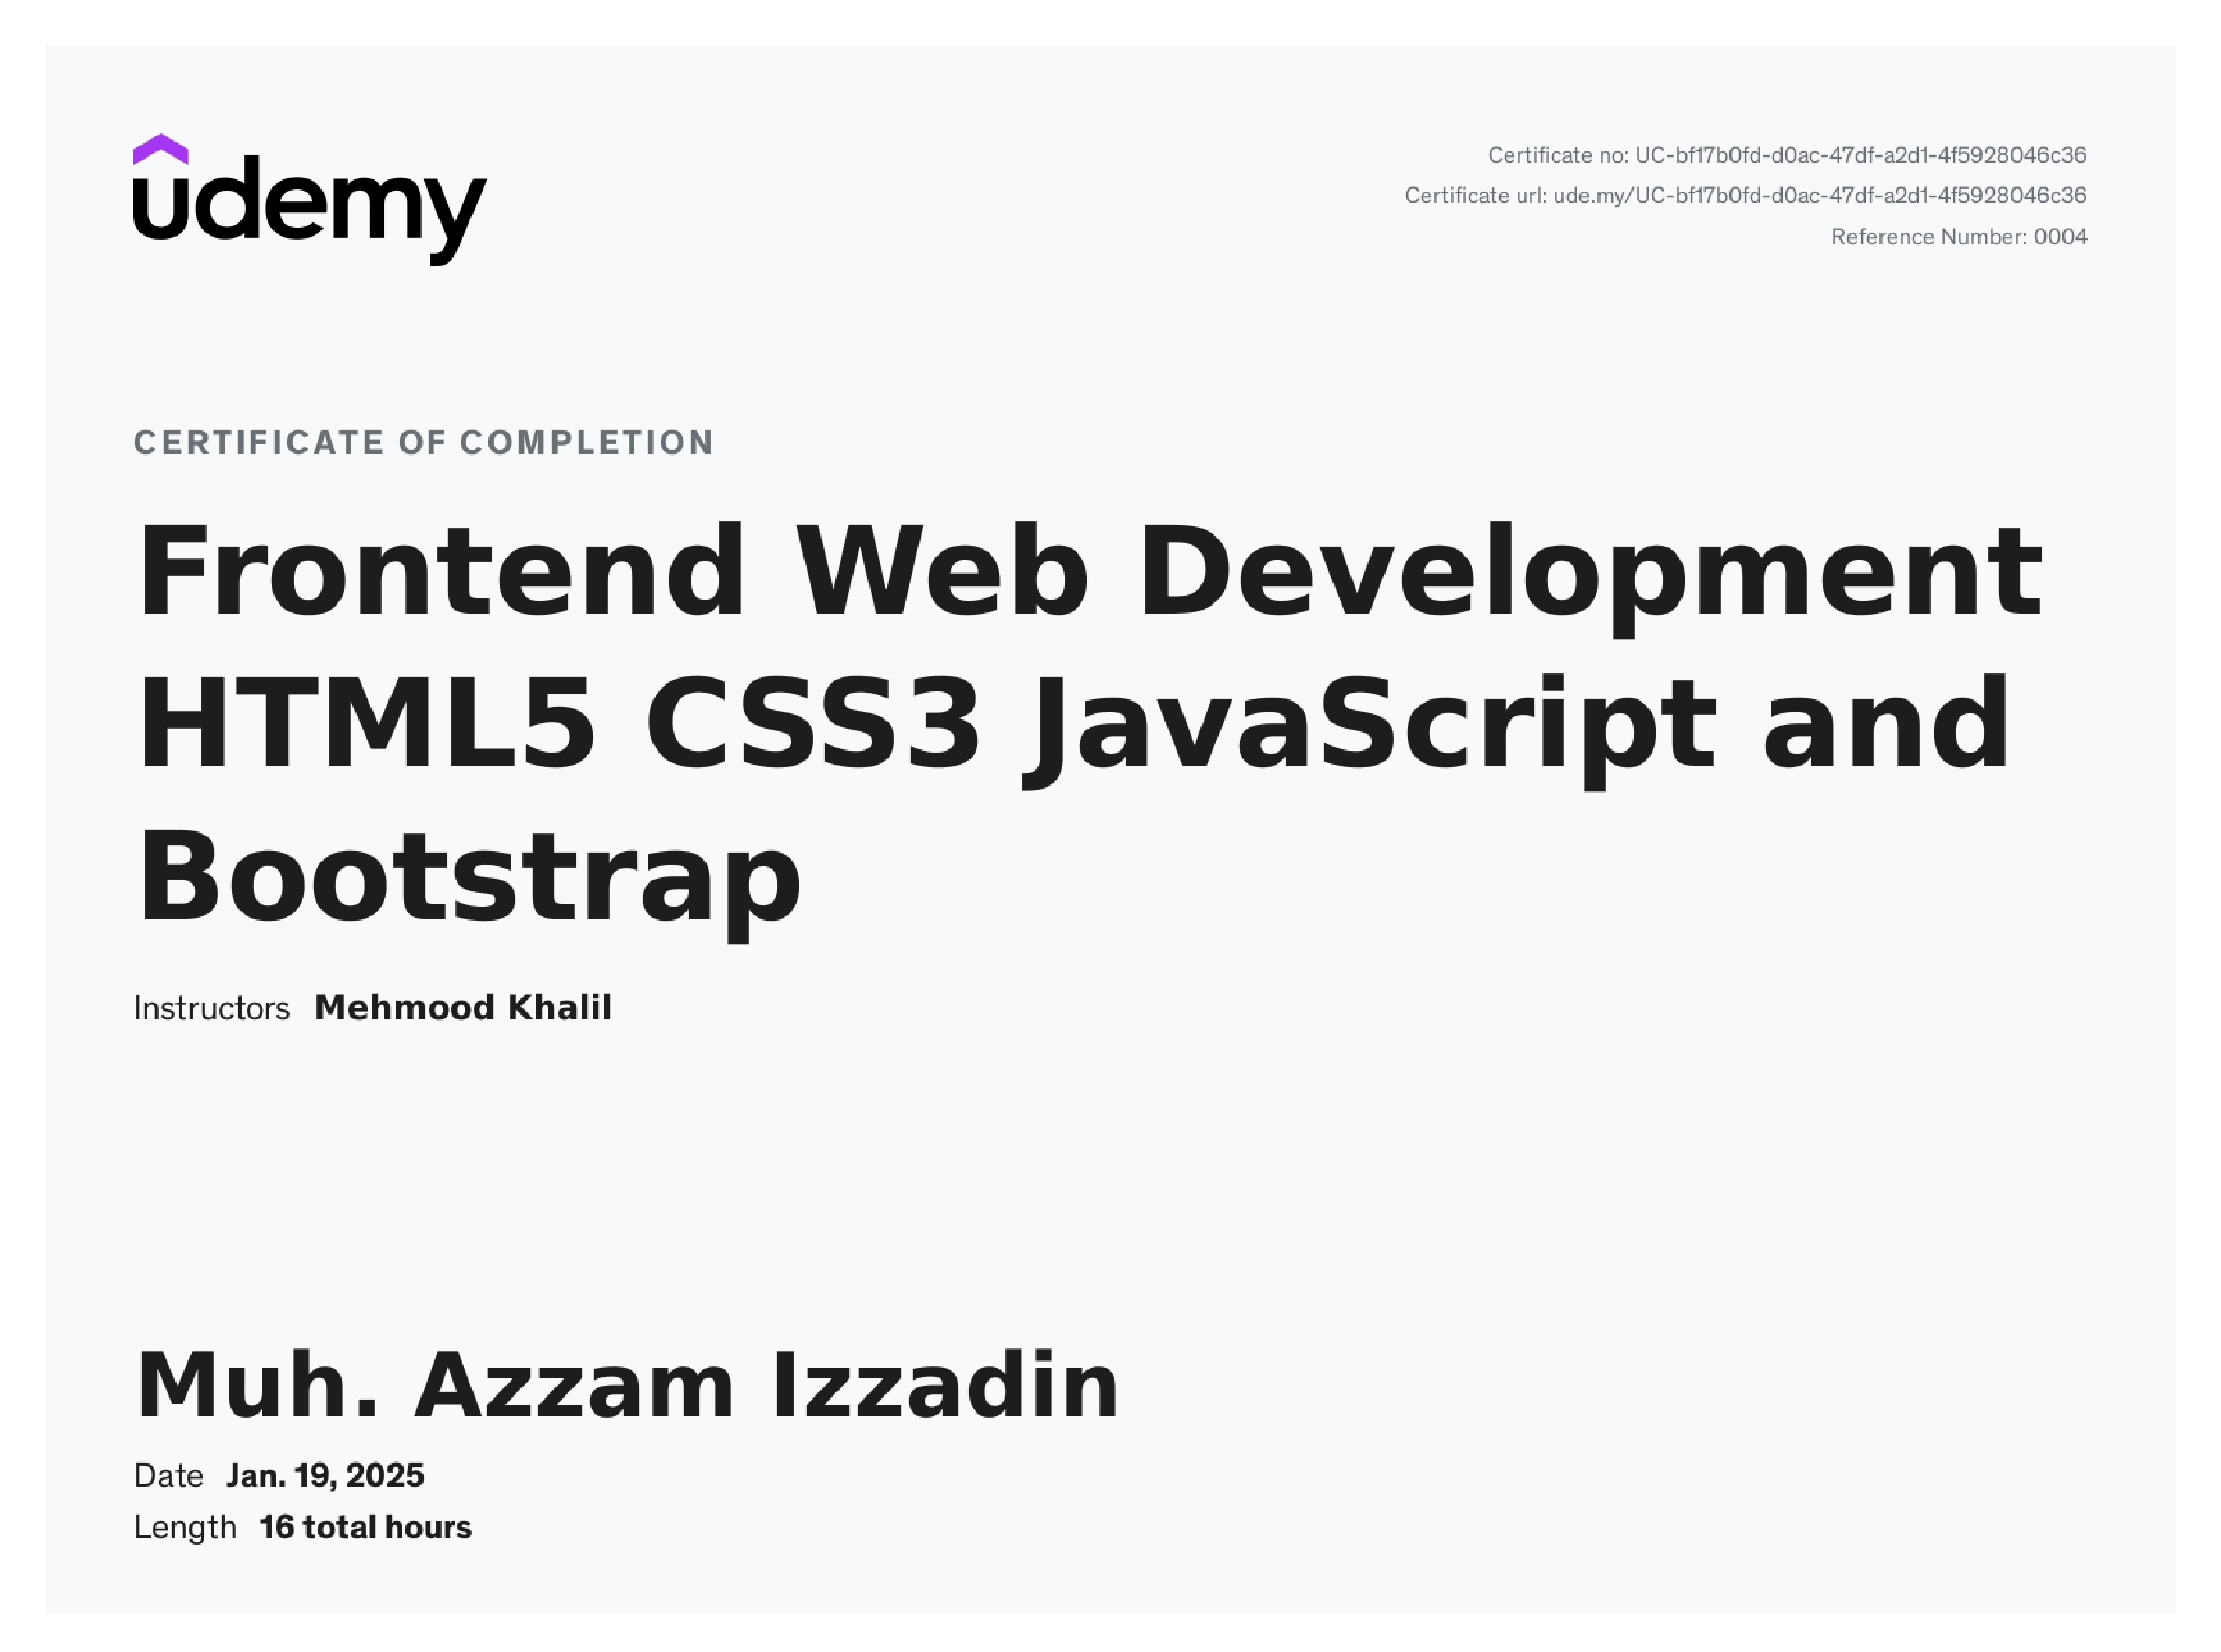 udemy
Certificate no: UC-bf17b0fd-d0ac-47df-a2d1-4f5928046c36
Certificate url: ude.my/UC-bf17b0fd-d0ac-47df-a2d1-4f5928046c36
Reference Number: 0004
CERTIFICATE OF COMPLETION
Frontend Web Development
HTML5 CSS3 JavaScript and
Bootstrap
Instructors Mehmood Khalil
Muh. Azzam Izzadin
Date Jan. 19, 2025
Length 16 total hours